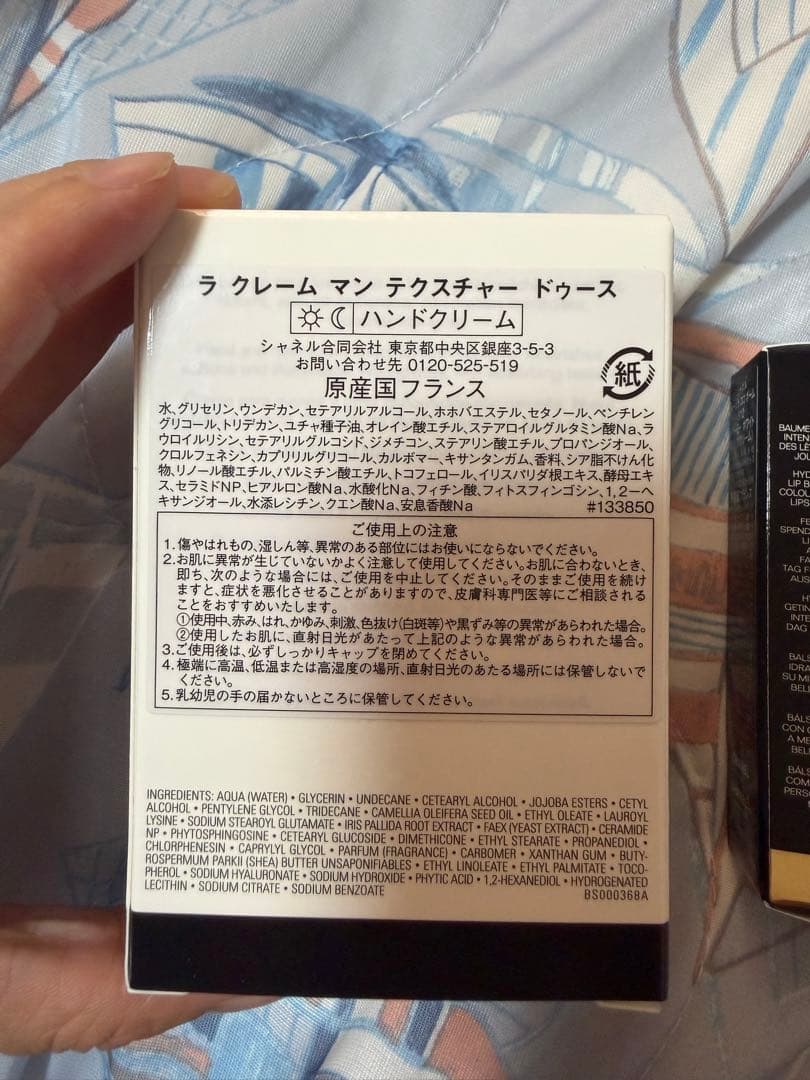 ラ クレーム マン テクスチャー ドゥース
ハンドクリーム
シャネル合同会社 東京都中央区銀座3-5-3
お問い合わせ先 0120-525-519
原産国フランス
紙
水、グリセリン、ウンデカン、セテアリルアルコール、ホホバエステル、セタノール、ペンチレン
グリコール、トリデカン、ユチャ種子油、オレイン酸エチル、ステアロイルグルタミン酸Na、ラ
ウロイルリシン、セテアリルグルコシド、ジメチコン、ステアリン酸エチル、プロパンジオール、
クロルフェネシン、カプリリルグリコール、カルボマー、キサンタンガム、香料、シア脂不けん化
物、リノール酸エチル、パルミチン酸エチル、トコフェロール、イリスパリダ根エキス、酵母エキ
ス、セラミドNP、ヒアルロン酸Na、水酸化Na、フィチン酸、フィトスフィンゴシン、1,2-ヘ
キサンジオール、水添レシチン、クエン酸Na、安息香酸Na #133850
ご使用上の注意
1. 傷やはれもの、湿しん等、異常のある部位にはお使いにならないでください。
2. お肌に異常が生じていないかよく注意して使用してください。お肌に合わないとき、
即ち、次のような場合には、ご使用を中止してください。そのままご使用を続け
ますと、症状を悪化させることがありますので、皮膚科専門医等にご相談される
ことをおすすめいたします。
①使用中、赤み、はれ、かゆみ、刺激、色抜け(白斑等)や黒ずみ等の異常があらわれた場合。
②使用したお肌に、直射日光があたって上記のような異常があらわれた場合。
3. ご使用後は、必ずしっかりキャップを閉めてください。
4. 極端に高温、低温または高湿度の場所、直射日光のあたる場所には保管しないで
ください。
5. 乳幼児の手の届かないところに保管してください。
INGREDIENTS: AQUA (WATER) • GLYCERIN • UNDECANE • CETEARYL ALCOHOL • JOJOBA ESTERS • CETYL
ALCOHOL • PENTYLENE GLYCOL • TRIDECANE • CAMELLIA OLEIFERA SEED OIL • ETHYL OLEATE • LAUROYL
LYSINE • SODIUM STEAROYL GLUTAMATE • IRIS PALLIDA ROOT EXTRACT • FAEX (YEAST EXTRACT) • CERAMIDE
NP • PHYTOSPHINGOSINE • CETEARYL GLUCOSIDE • DIMETHICONE • ETHYL STEARATE • PROPANEDIOL •
CHLORPHENESIN • CAPRYLYL GLYCOL • PARFUM (FRAGRANCE) • CARBOMER • XANTHAN GUM • BUTY-
ROSPERMUM PARKII (SHEA) BUTTER UNSAPONIFIABLES • ETHYL LINOLEATE • ETHYL PALMITATE • TOCO-
PHEROL • SODIUM HYALURONATE • SODIUM HYDROXIDE • PHYTIC ACID • 1,2-HEXANEDIOL • HYDROGENATED
LECITHIN • SODIUM CITRATE • SODIUM BENZOATE BS000368A
BAUME
INTEN
DES LÈ
JOU
HYD
LIP B
COLOU
LIPS
FE
SPEND
LI
FA
TAG F
AUS
H
GETIN
INTE
DAG
BALS
IDRA
SU MI
BEL
BÁLS
CON C
A ME
BEL
BÁLS
COM
PERSO